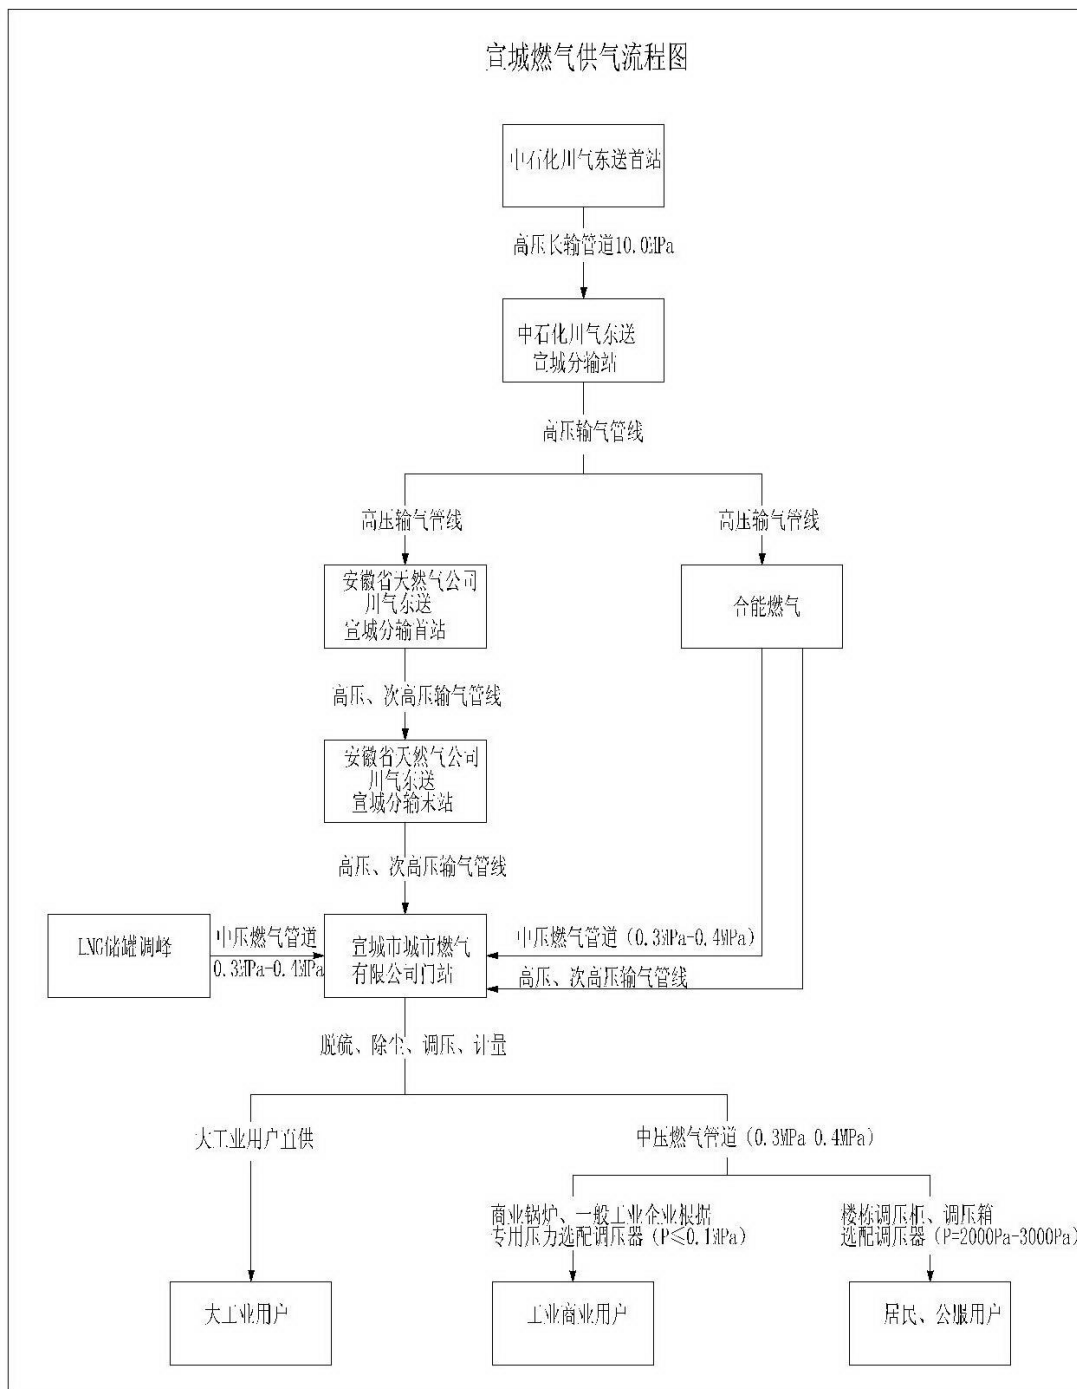 宣城燃气供气流程图
中石化川气东送首站
高压长输管道10.0MPa
中石化川气东送
宣城分输站
高压输气管线
高压输气管线
高压输气管线
安徽省天然气公司
川气东送
宣城分输首站
合能燃气
高压、次高压输气管线
安徽省天然气公司
川气东送
宣城分输末站
高压、次高压输气管线
LNG储罐调峰
中压燃气管道
0.3MPa-0.4MPa
宣城市城市燃气
有限公司门站
中压燃气管道（0.3MPa-0.4MPa）
高压、次高压输气管线
脱硫、除尘、调压、计量
大工业用户直供
中压燃气管道（0.3MPa 0.4MPa）
商业锅炉、一般工业企业根据
专用压力选配调压器（P≤0.1MPa）
楼栋调压柜、调压箱
选配调压器（P=2000Pa-3000Pa）
大工业用户
工业商业用户
居民、公服用户